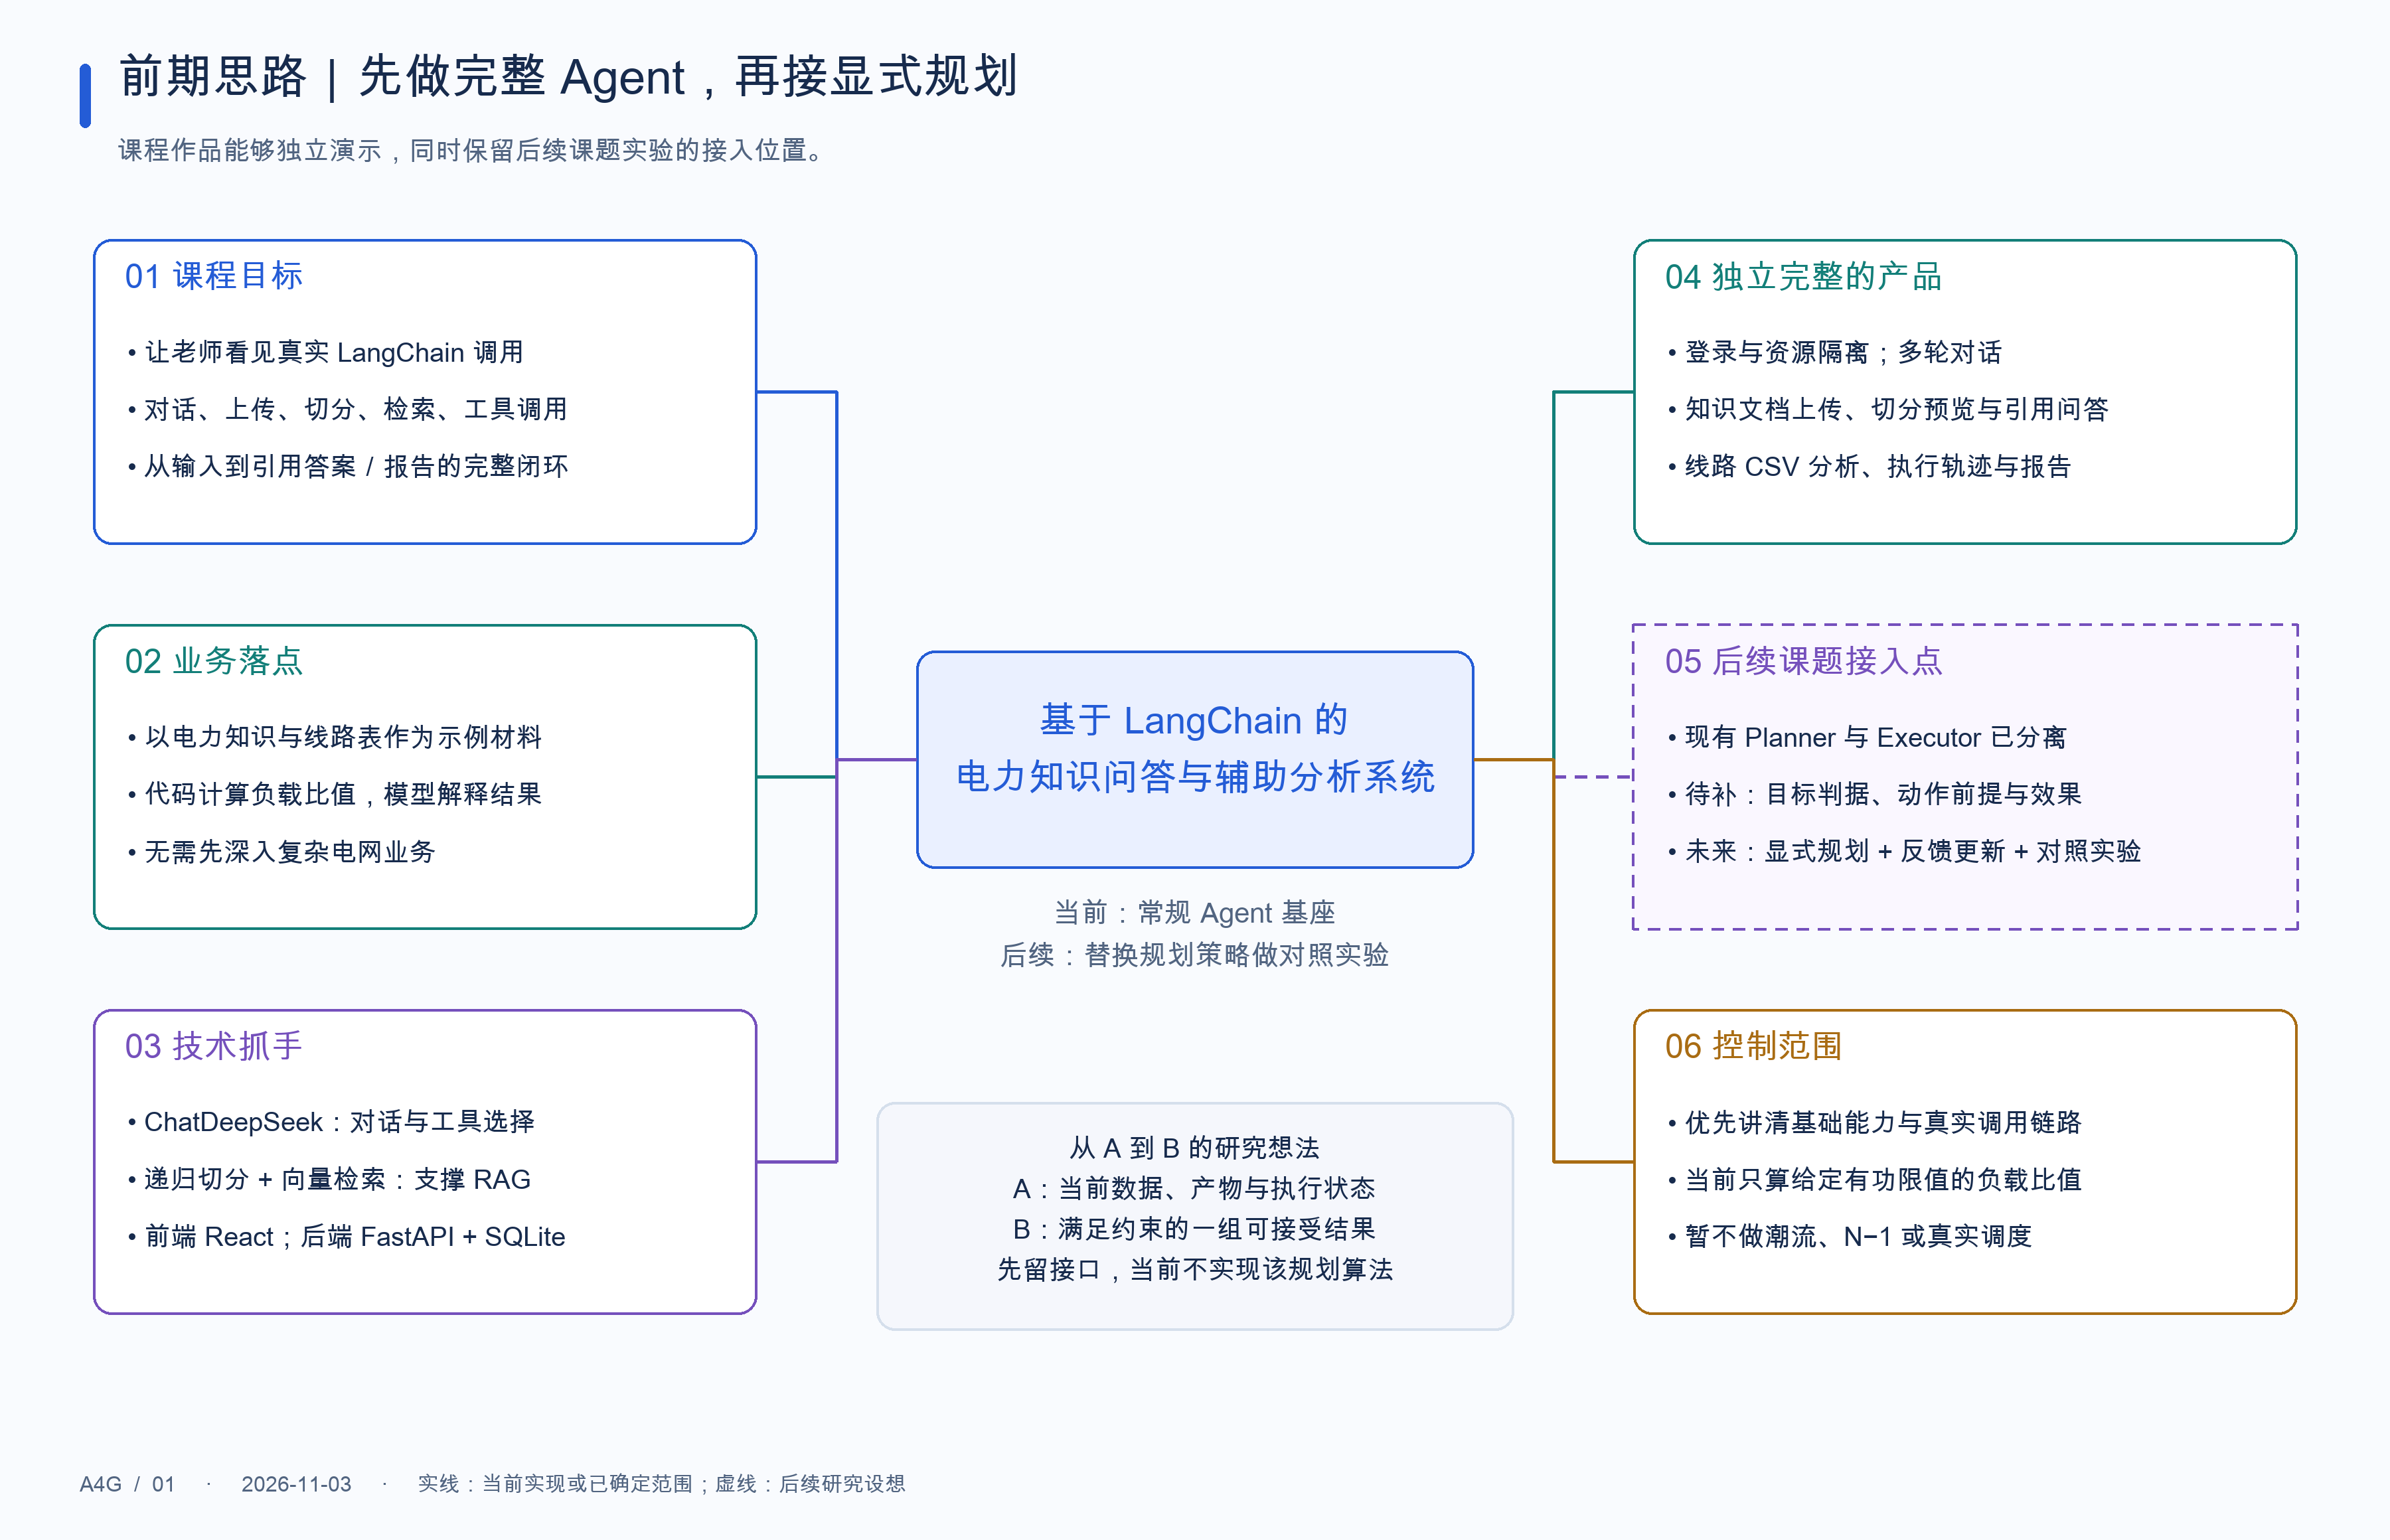 前期思路 | 先做完整 Agent，再接显式规划
课程作品能够独立演示，同时保留后续课题实验的接入位置。
01 课程目标
• 让老师看见真实 LangChain 调用
• 对话、上传、切分、检索、工具调用
• 从输入到引用答案 / 报告的完整闭环
02 业务落点
• 以电力知识与线路表作为示例材料
• 代码计算负载比值，模型解释结果
• 无需先深入复杂电网业务
03 技术抓手
• ChatDeepSeek：对话与工具选择
• 递归切分 + 向量检索：支撑 RAG
• 前端 React；后端 FastAPI + SQLite
基于 LangChain 的
电力知识问答与辅助分析系统
当前：常规 Agent 基座
后续：替换规划策略做对照实验
从 A 到 B 的研究想法
A：当前数据、产物与执行状态
B：满足约束的一组可接受结果
先留接口，当前不实现该规划算法
04 独立完整的产品
• 登录与资源隔离；多轮对话
• 知识文档上传、切分预览与引用问答
• 线路 CSV 分析、执行轨迹与报告
05 后续课题接入点
• 现有 Planner 与 Executor 已分离
• 待补：目标判据、动作前提与效果
• 未来：显式规划 + 反馈更新 + 对照实验
06 控制范围
• 优先讲清基础能力与真实调用链路
• 当前只算给定有功限值的负载比值
• 暂不做潮流、N−1 或真实调度
A4G / 01 · 2026-11-03 · 实线：当前实现或已确定范围；虚线：后续研究设想